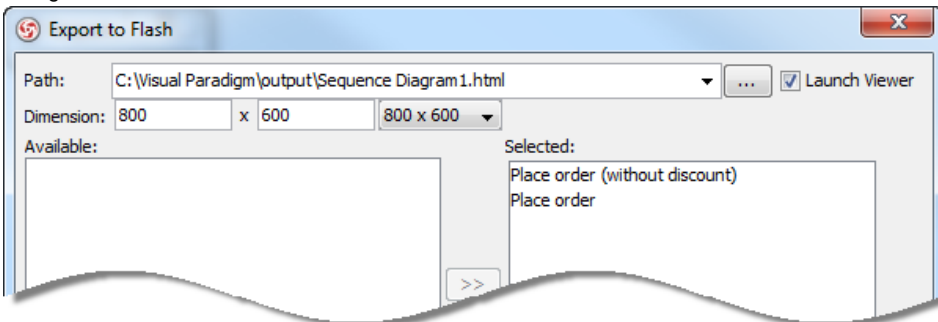 Export to Flash
Path: C:\Visual Paradigm\output\Sequence Diagram1.html ... Launch Viewer
Dimension: 800 x 600 800 x 600
Available: Selected:
Place order (without discount)
Place order
>>